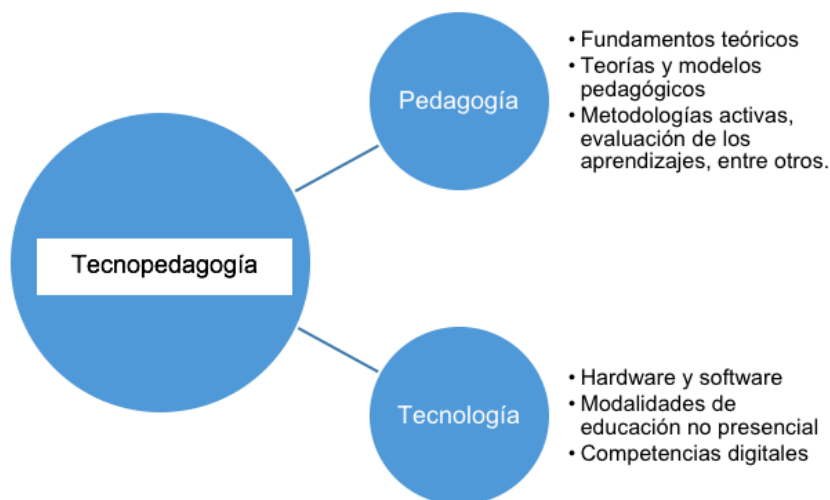 Pedagogía
• Fundamentos teóricos
• Teorías y modelos
pedagógicos
• Metodologías activas,
evaluación de los
aprendizajes, entre otros.
Tecnopedagogía
Tecnología
• Hardware y software
• Modalidades de
educación no presencial
• Competencias digitales